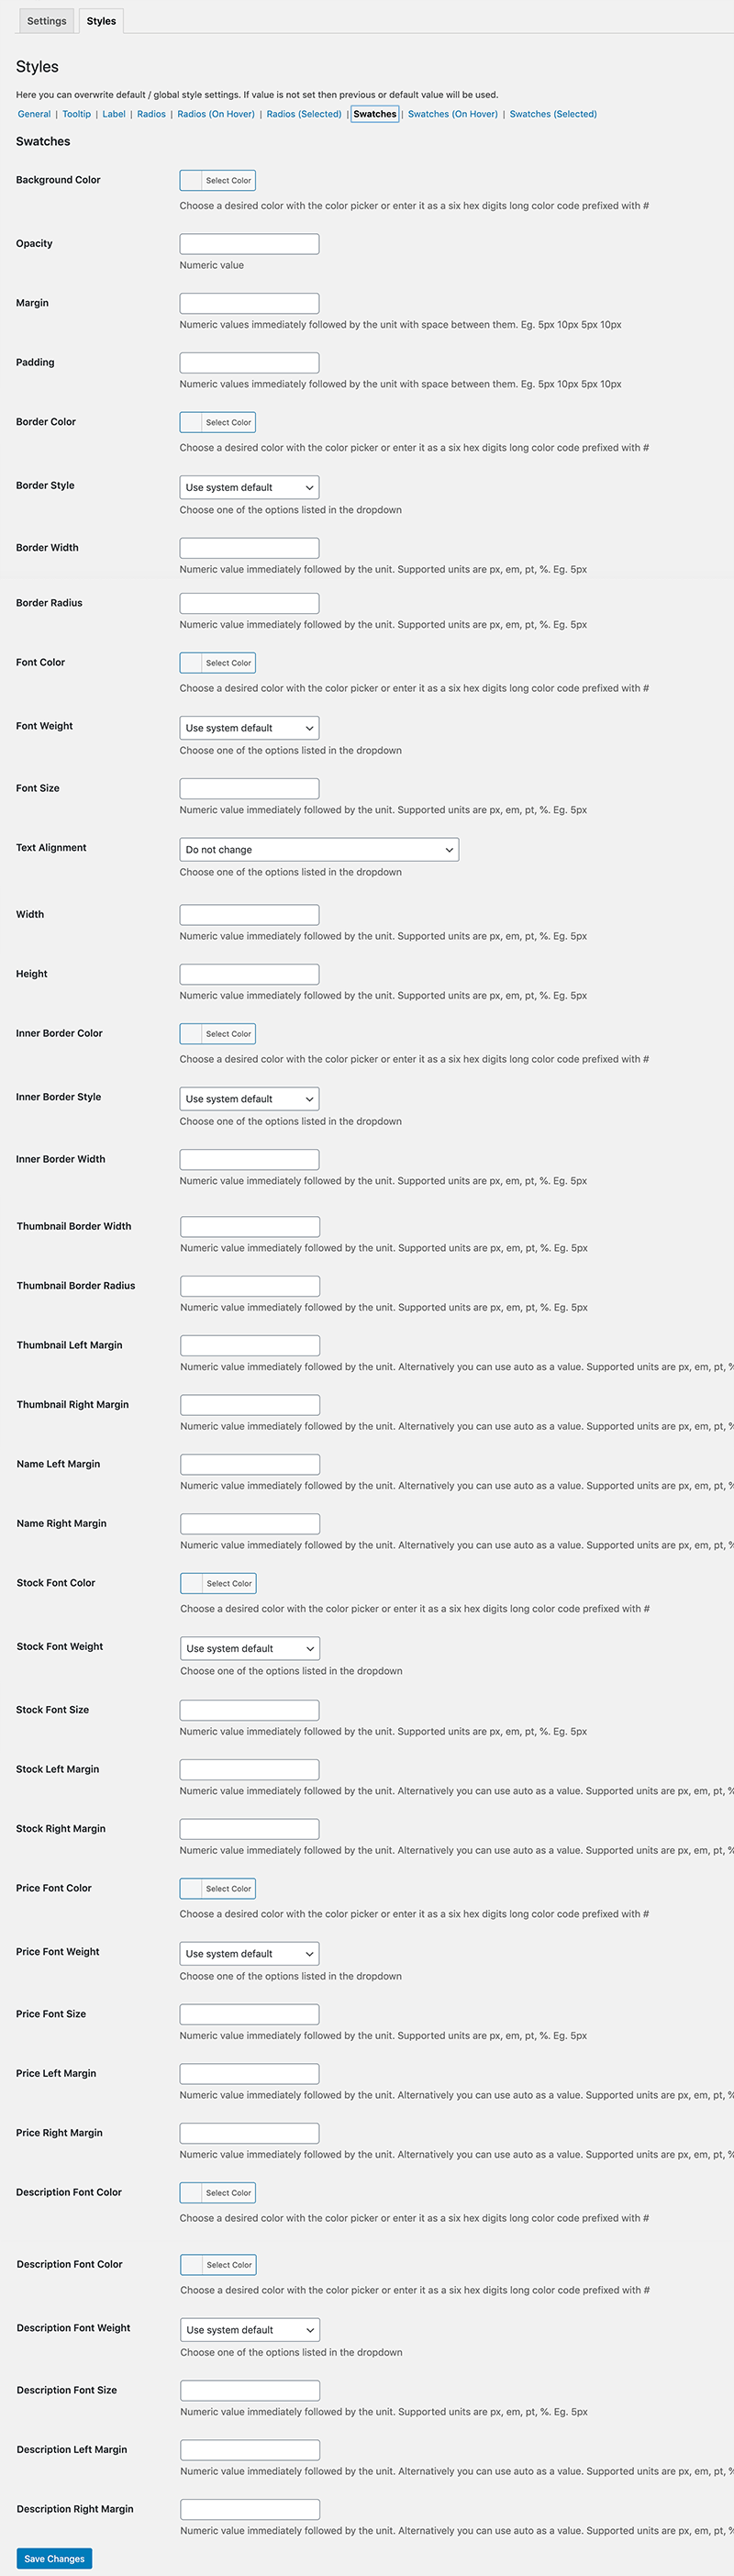 Settings Styles
Styles
Here you can overwrite default / global style settings. If value is not set then previous or default value will be used.
General | Tooltip | Label | Radios | Radios (On Hover) | Radios (Selected) | Swatches | Swatches (On Hover) | Swatches (Selected)
Swatches
Background Color Select Color
Choose a desired color with the color picker or enter it as a six hex digits long color code prefixed with #
Opacity
Numeric value
Margin
Numeric values immediately followed by the unit with space between them. Eg. 5px 10px 5px 10px
Padding
Numeric values immediately followed by the unit with space between them. Eg. 5px 10px 5px 10px
Border Color Select Color
Choose a desired color with the color picker or enter it as a six hex digits long color code prefixed with #
Border Style Use system default
Choose one of the options listed in the dropdown
Border Width
Numeric value immediately followed by the unit. Supported units are px, em, pt, %. Eg. 5px
Border Radius
Numeric value immediately followed by the unit. Supported units are px, em, pt, %. Eg. 5px
Font Color Select Color
Choose a desired color with the color picker or enter it as a six hex digits long color code prefixed with #
Font Weight Use system default
Choose one of the options listed in the dropdown
Font Size
Numeric value immediately followed by the unit. Supported units are px, em, pt, %. Eg. 5px
Text Alignment Do not change
Choose one of the options listed in the dropdown
Width
Numeric value immediately followed by the unit. Supported units are px, em, pt, %. Eg. 5px
Height
Numeric value immediately followed by the unit. Supported units are px, em, pt, %. Eg. 5px
Inner Border Color Select Color
Choose a desired color with the color picker or enter it as a six hex digits long color code prefixed with #
Inner Border Style Use system default
Choose one of the options listed in the dropdown
Inner Border Width
Numeric value immediately followed by the unit. Supported units are px, em, pt, %. Eg. 5px
Thumbnail Border Width
Numeric value immediately followed by the unit. Supported units are px, em, pt, %. Eg. 5px
Thumbnail Border Radius
Numeric value immediately followed by the unit. Supported units are px, em, pt, %. Eg. 5px
Thumbnail Left Margin
Numeric value immediately followed by the unit. Alternatively you can use auto as a value. Supported units are px, em, pt, %
Thumbnail Right Margin
Numeric value immediately followed by the unit. Alternatively you can use auto as a value. Supported units are px, em, pt, %
Name Left Margin
Numeric value immediately followed by the unit. Alternatively you can use auto as a value. Supported units are px, em, pt, %
Name Right Margin
Numeric value immediately followed by the unit. Alternatively you can use auto as a value. Supported units are px, em, pt, %
Stock Font Color Select Color
Choose a desired color with the color picker or enter it as a six hex digits long color code prefixed with #
Stock Font Weight Use system default
Choose one of the options listed in the dropdown
Stock Font Size
Numeric value immediately followed by the unit. Supported units are px, em, pt, %. Eg. 5px
Stock Left Margin
Numeric value immediately followed by the unit. Alternatively you can use auto as a value. Supported units are px, em, pt, %
Stock Right Margin
Numeric value immediately followed by the unit. Alternatively you can use auto as a value. Supported units are px, em, pt, %
Price Font Color Select Color
Choose a desired color with the color picker or enter it as a six hex digits long color code prefixed with #
Price Font Weight Use system default
Choose one of the options listed in the dropdown
Price Font Size
Numeric value immediately followed by the unit. Supported units are px, em, pt, %. Eg. 5px
Price Left Margin
Numeric value immediately followed by the unit. Alternatively you can use auto as a value. Supported units are px, em, pt, %
Price Right Margin
Numeric value immediately followed by the unit. Alternatively you can use auto as a value. Supported units are px, em, pt, %
Description Font Color Select Color
Choose a desired color with the color picker or enter it as a six hex digits long color code prefixed with #
Description Font Color Select Color
Choose a desired color with the color picker or enter it as a six hex digits long color code prefixed with #
Description Font Weight Use system default
Choose one of the options listed in the dropdown
Description Font Size
Numeric value immediately followed by the unit. Supported units are px, em, pt, %. Eg. 5px
Description Left Margin
Numeric value immediately followed by the unit. Alternatively you can use auto as a value. Supported units are px, em, pt, %
Description Right Margin
Numeric value immediately followed by the unit. Alternatively you can use auto as a value. Supported units are px, em, pt, %
Save Changes